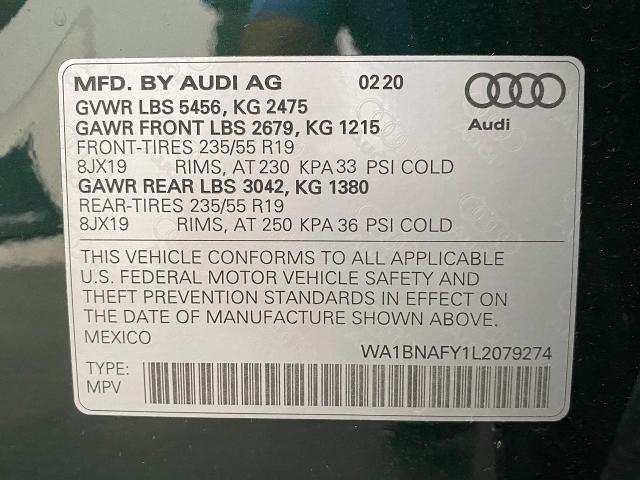 MFD. BY AUDI AG 0220
GVWR LBS 5456, KG 2475
GAWR FRONT LBS 2679, KG 1215
Audi
FRONT-TIRES 235/55 R19
8JX19 RIMS, AT 230 KPA 33 PSI COLD
GAWR REAR LBS 3042, KG 1380
REAR-TIRES 235/55 R19
8JX19 RIMS, AT 250 KPA 36 PSI COLD
THIS VEHICLE CONFORMS TO ALL APPLICABLE
U.S. FEDERAL MOTOR VEHICLE SAFETY AND
THEFT PREVENTION STANDARDS IN EFFECT ON
THE DATE OF MANUFACTURE SHOWN ABOVE.
MEXICO
WA1BNAFY1L2079274
TYPE:
MPV